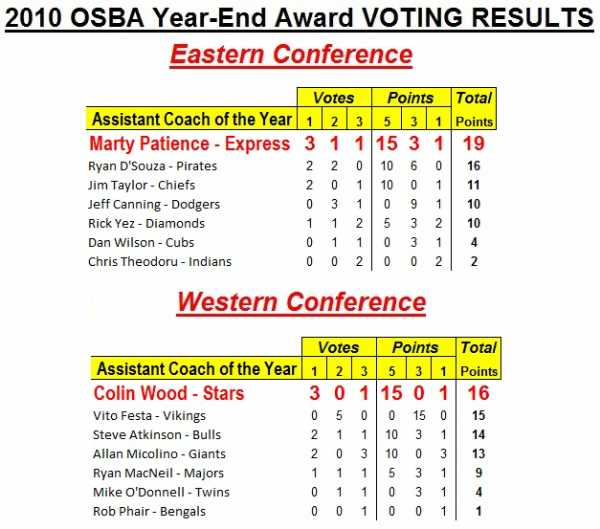 2010 OSBA Year-End Award VOTING RESULTS
Eastern Conference
Votes Points Total
Assistant Coach of the Year 1 2 3 5 3 1 Points
Marty Patience - Express 3 1 1 15 3 1 19
Ryan D'Souza - Pirates 2 2 0 10 6 0 16
Jim Taylor - Chiefs 2 0 1 10 0 1 11
Jeff Canning - Dodgers 0 3 1 0 9 1 10
Rick Yez - Diamonds 1 1 2 5 3 2 10
Dan Wilson - Cubs 0 1 1 0 3 1 4
Chris Theodoru - Indians 0 0 2 0 0 2 2
Western Conference
Votes Points Total
Assistant Coach of the Year 1 2 3 5 3 1 Points
Colin Wood - Stars 3 0 1 15 0 1 16
Vito Festa - Vikings 0 5 0 0 15 0 15
Steve Atkinson - Bulls 2 1 1 10 3 1 14
Allan Micolino - Giants 2 0 3 10 0 3 13
Ryan MacNeil - Majors 1 1 1 5 3 1 9
Mike O'Donnell - Twins 0 1 1 0 3 1 4
Rob Phair - Bengals 0 0 1 0 0 1 1